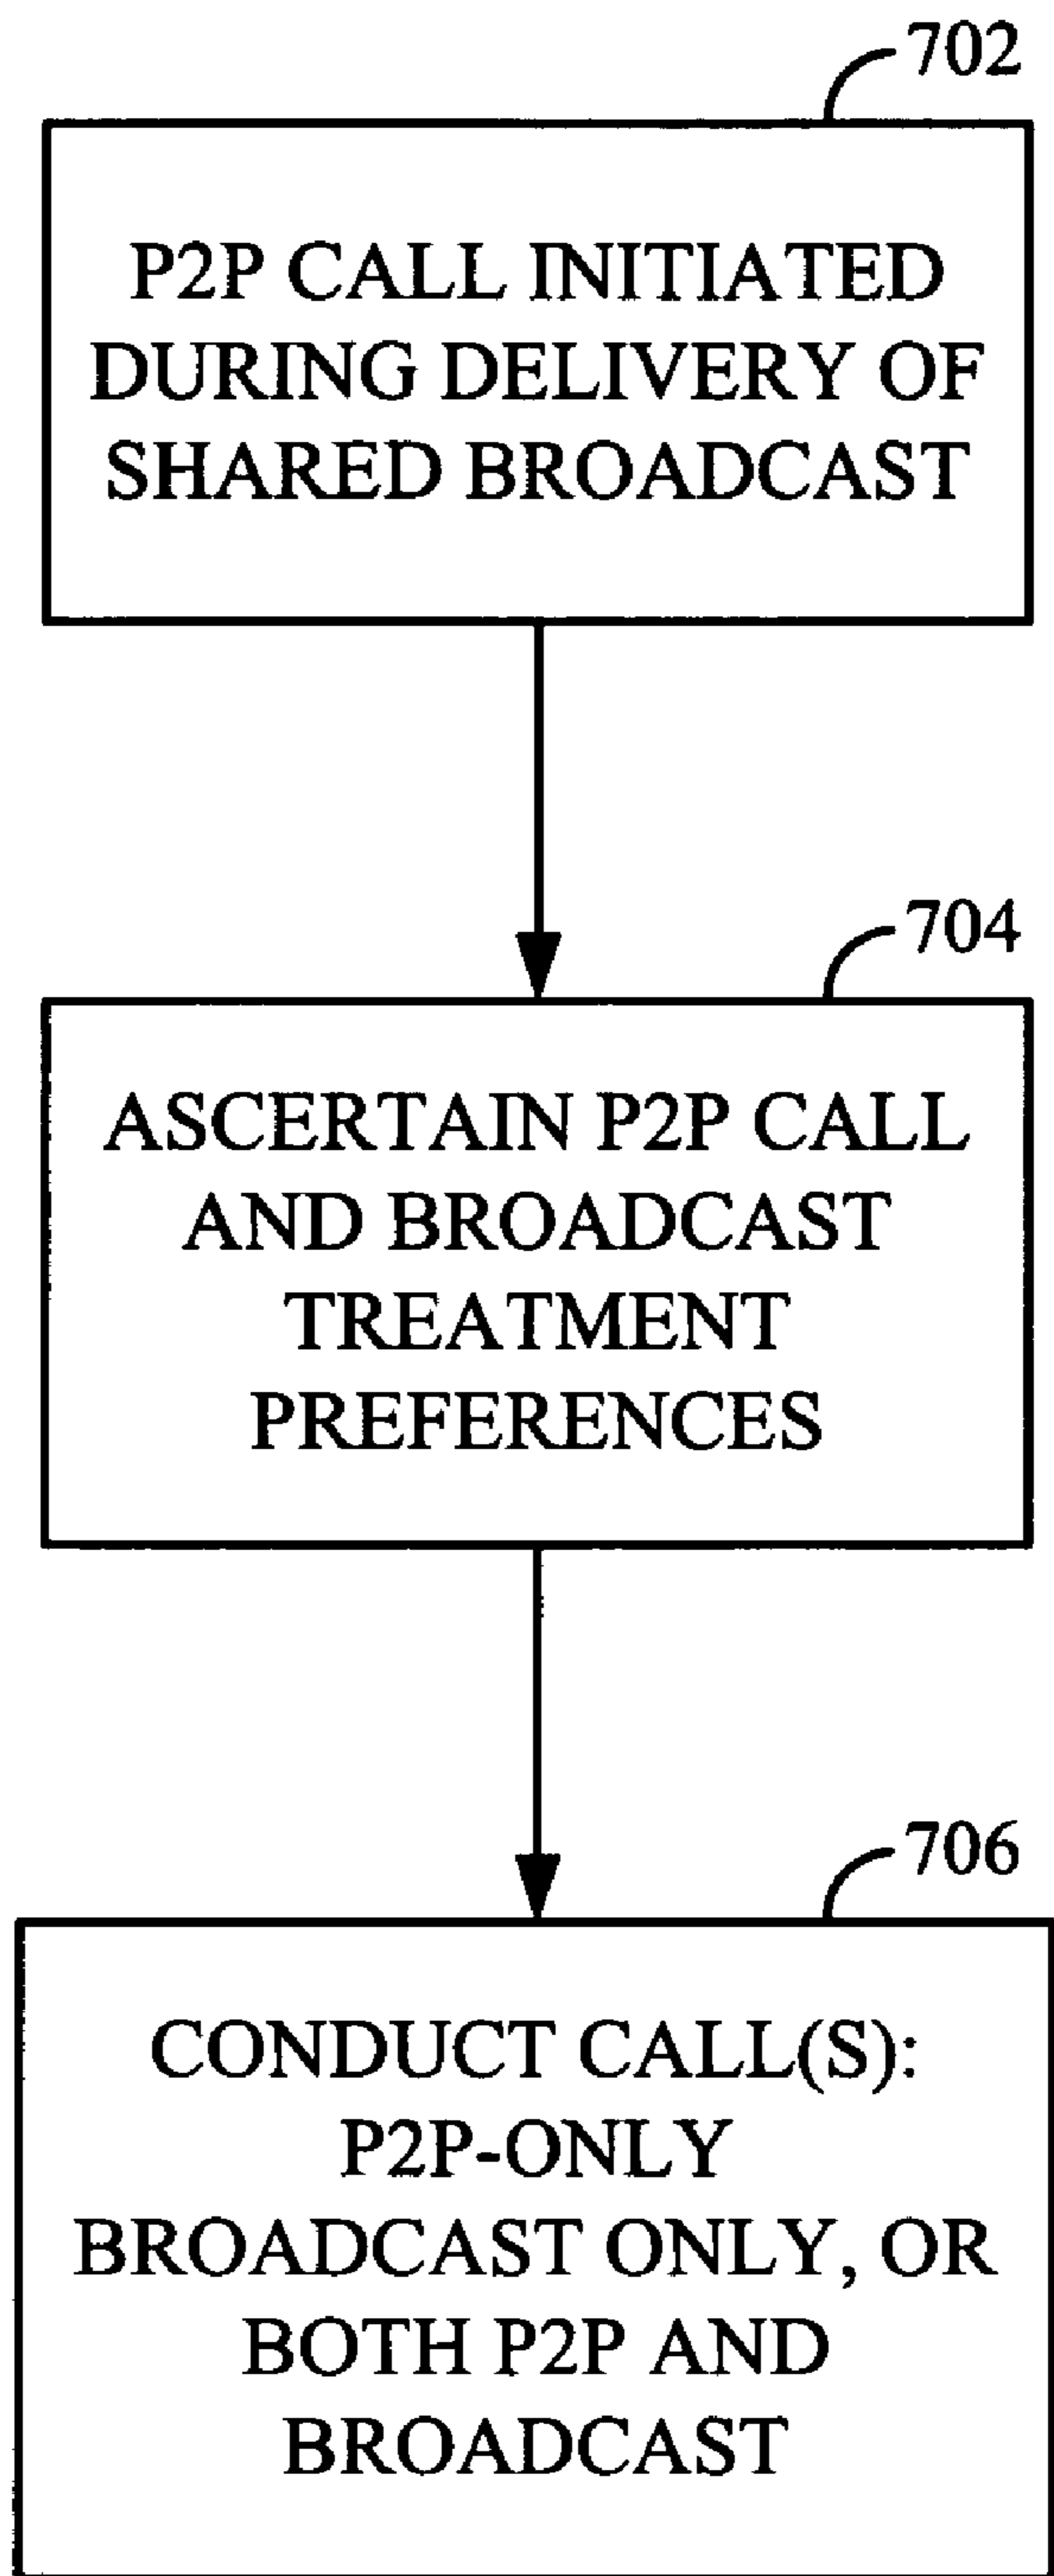 702
P2P CALL INITIATED
DURING DELIVERY OF
SHARED BROADCAST
704
ASCERTAIN P2P CALL
AND BROADCAST
TREATMENT
PREFERENCES
706
CONDUCT CALL(S):
P2P-ONLY
BROADCAST ONLY, OR
BOTH P2P AND
BROADCAST